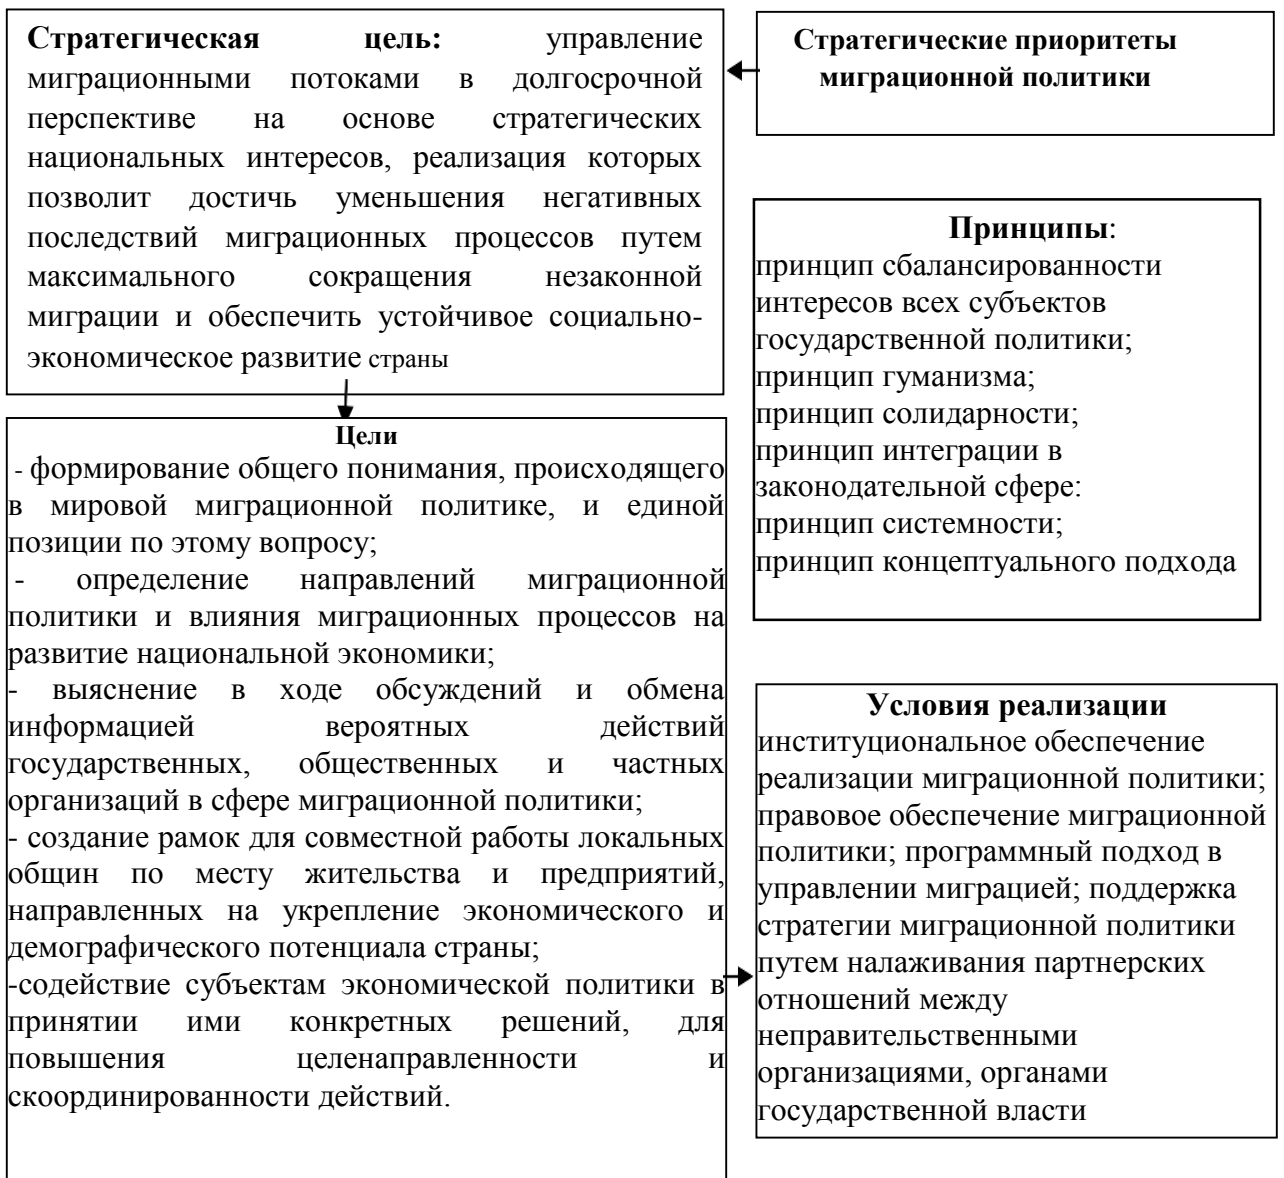 Стратегическая цель: управление
миграционными потоками в долгосрочной
перспективе на основе стратегических
национальных интересов, реализация которых
позволит достичь уменьшения негативных
последствий миграционных процессов путем
максимального сокращения незаконной
миграции и обеспечить устойчивое социально-
экономическое развитие страны
Стратегические приоритеты
миграционной политики
Принципы:
принцип сбалансированности
интересов всех субъектов
государственной политики;
принцип гуманизма;
принцип солидарности;
принцип интеграции в
законодательной сфере:
принцип системности;
принцип концептуального подхода
Цели
- формирование общего понимания, происходящего
в мировой миграционной политике, и единой
позиции по этому вопросу;
- определение направлений миграционной
политики и влияния миграционных процессов на
развитие национальной экономики;
- выяснение в ходе обсуждений и обмена
информацией вероятных действий
государственных, общественных и частных
организаций в сфере миграционной политики;
- создание рамок для совместной работы локальных
общин по месту жительства и предприятий,
направленных на укрепление экономического и
демографического потенциала страны;
-содействие субъектам экономической политики в
принятии ими конкретных решений, для
повышения целенаправленности и
скоординированности действий.
Условия реализации
институциональное обеспечение
реализации миграционной политики;
правовое обеспечение миграционной
политики; программный подход в
управлении миграцией; поддержка
стратегии миграционной политики
путем налаживания партнерских
отношений между
неправительственными
организациями, органами
государственной власти